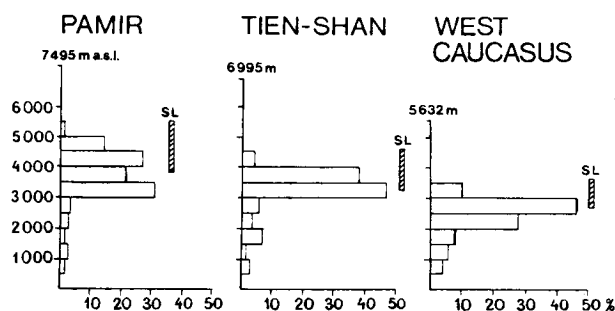 PAMIR
7495 m a.s.l.
SL
6000
5000
4000
3000
2000
1000
10 20 30 40 50
TIEN-SHAN
6995 m
SL
10 20 30 40 50
WEST
CAUCASUS
5632 m
SL
10 20 30 40 50 %